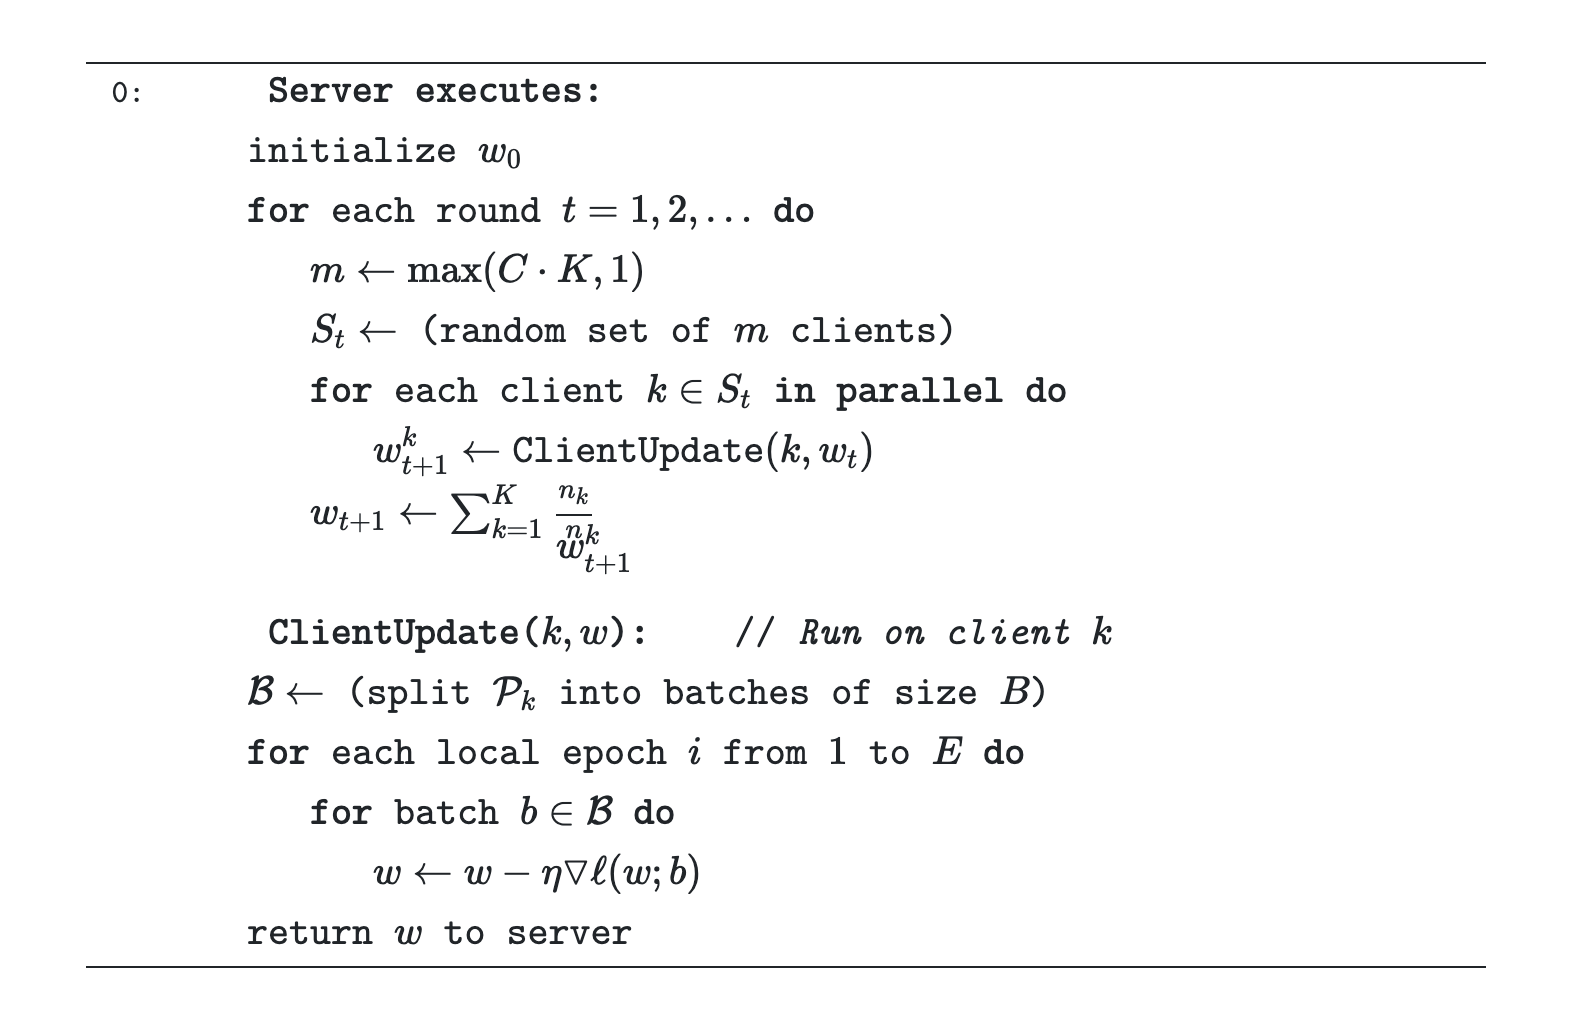 0: Server executes:
initialize $w_0$
for each round $t = 1, 2, \ldots$ do
$m \leftarrow \max(C \cdot K, 1)$
$S_t \leftarrow$ (random set of $m$ clients)
for each client $k \in S_t$ in parallel do
$w_{t+1}^k \leftarrow$ ClientUpdate$(k, w_t)$
$w_{t+1} \leftarrow \sum_{k=1}^{K} \frac{n_k}{n} w_{t+1}^k$
ClientUpdate($k, w$): // Run on client $k$
$\mathcal{B} \leftarrow$ (split $\mathcal{P}_k$ into batches of size $B$)
for each local epoch $i$ from 1 to $E$ do
for batch $b \in \mathcal{B}$ do
$w \leftarrow w - \eta \triangledown \ell(w; b)$
return $w$ to server